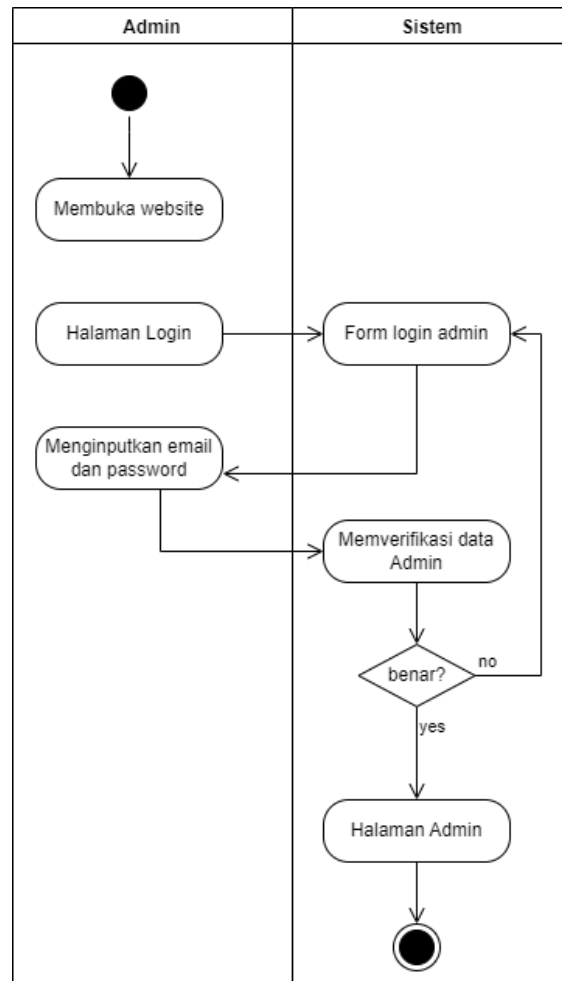 Admin
Sistem
Membuka website
Halaman Login
Form login admin
Menginputkan email
dan password
Memverifikasi data
Admin
benar?
no
yes
Halaman Admin